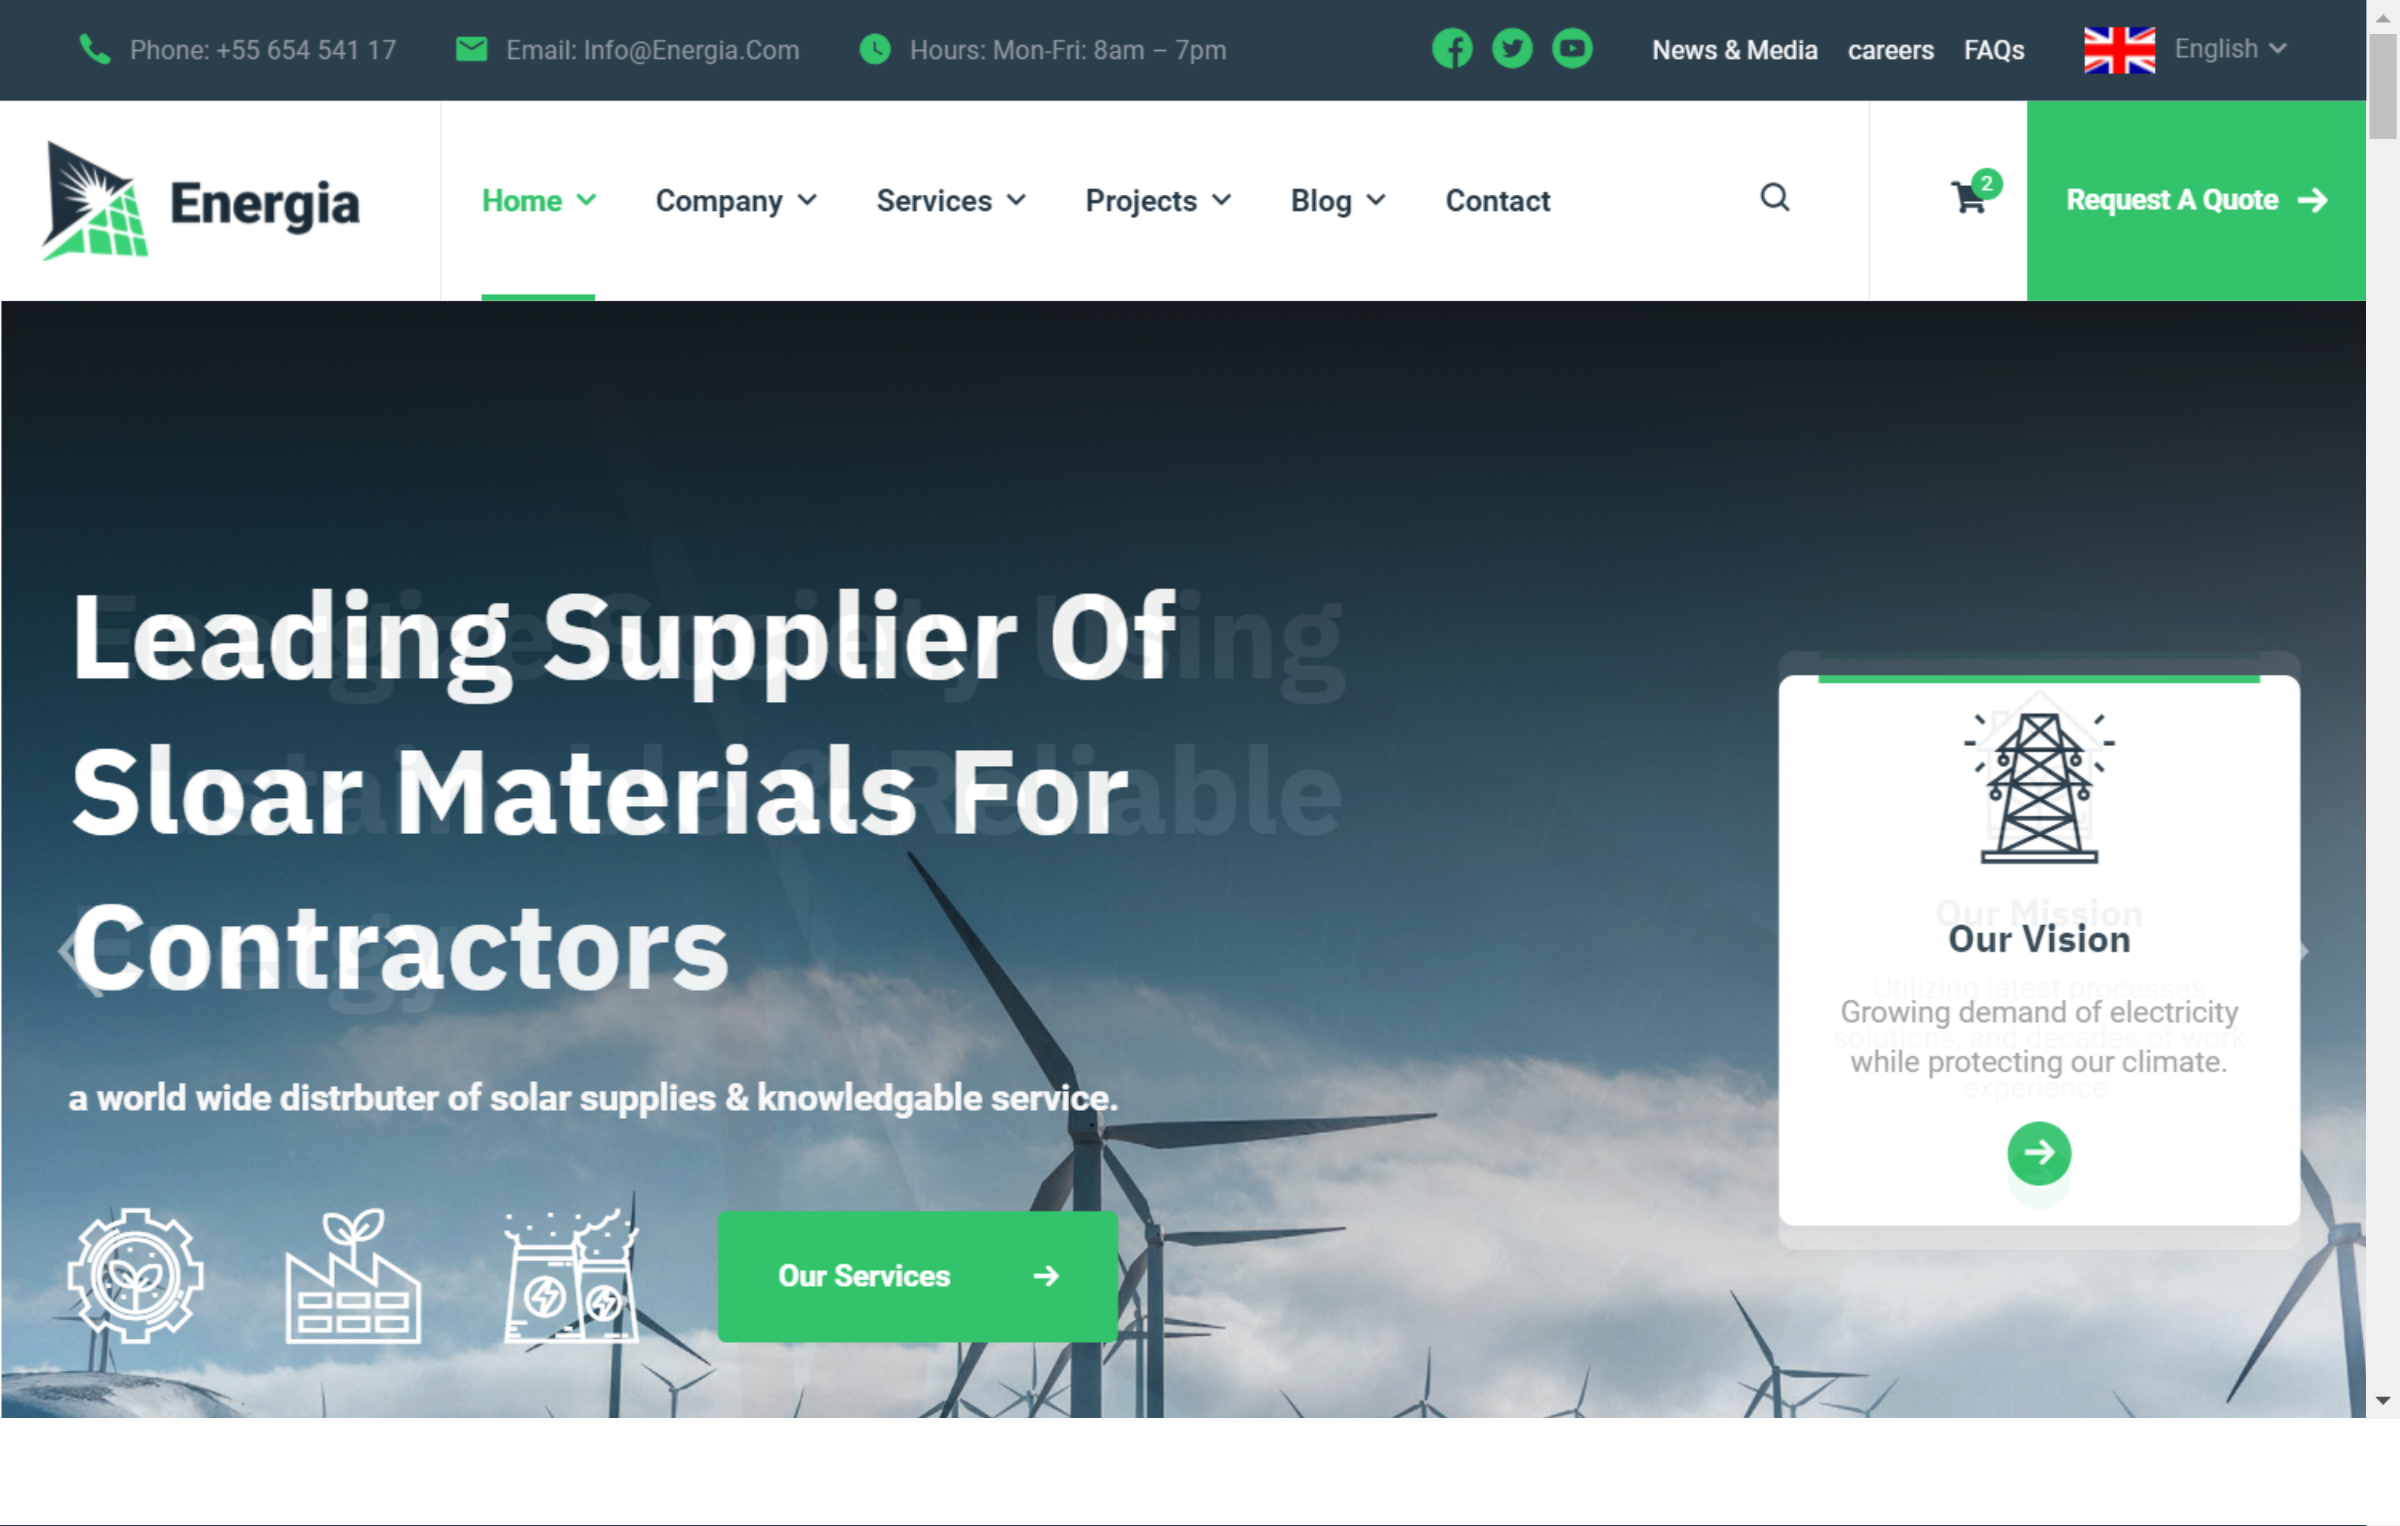 Phone: +55 654 541 17
Email: Info@Energia.Com
Hours: Mon-Fri: 8am – 7pm
News & Media
careers
FAQs
English
Energia
Home
Company
Services
Projects
Blog
Contact
2
Request A Quote
Leading Supplier Of
Sloar Materials For
Contractors
a world wide distrbuter of solar supplies & knowledgable service.
Our Services
Our Mission
Our Vision
Utilizing latest processes
Growing demand of electricity
solutions, and decades of work
while protecting our climate.
experience.